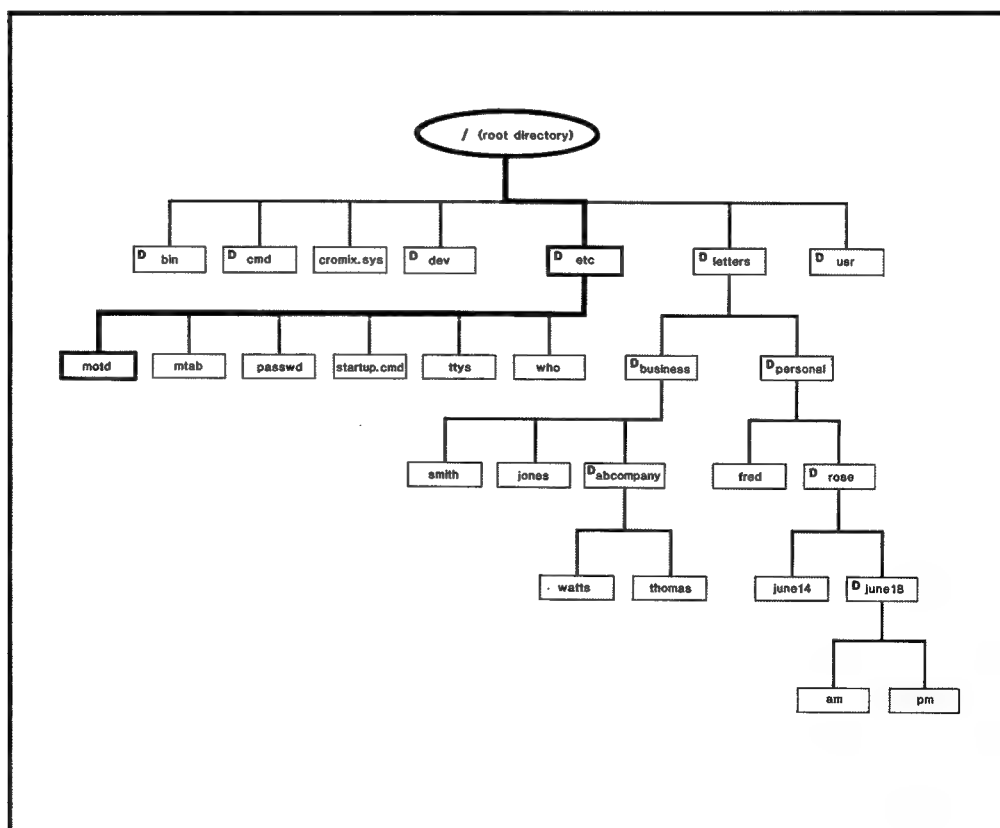 / (root directory)
D bin D cmd cromix.sys D dev D etc D letters D usr
motd mtab passwd startup.cmd ttys who D business D personal
smith jones D abcompany fred D rose
watts thomas june14 D june18
am pm